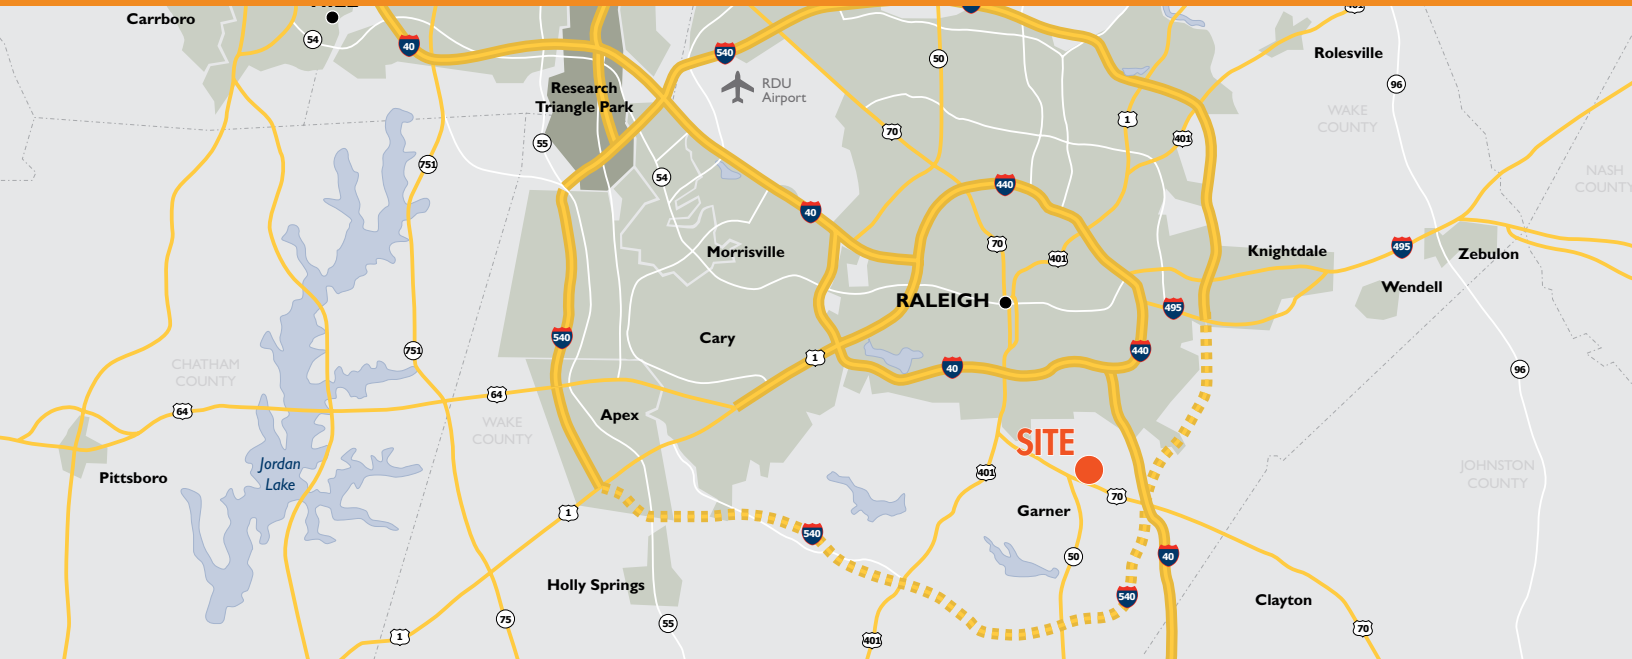 Carrboro
54
40
540
50
401
Rolesville
96
Research
Triangle Park
RDU
Airport
WAKE
COUNTY
55
70
1
401
751
54
440
NASH
COUNTY
40
Morrisville
70
401
Knightdale
495
Zebulon
Wendell
RALEIGH
495
540
Cary
1
440
751
CHATHAM
COUNTY
40
96
64
64
WAKE
COUNTY
Apex
SITE
Jordan
Lake
Pittsboro
401
70
JOHNSTON
COUNTY
1
Garner
540
50
40
Holly Springs
540
Clayton
75
55
1
401
70